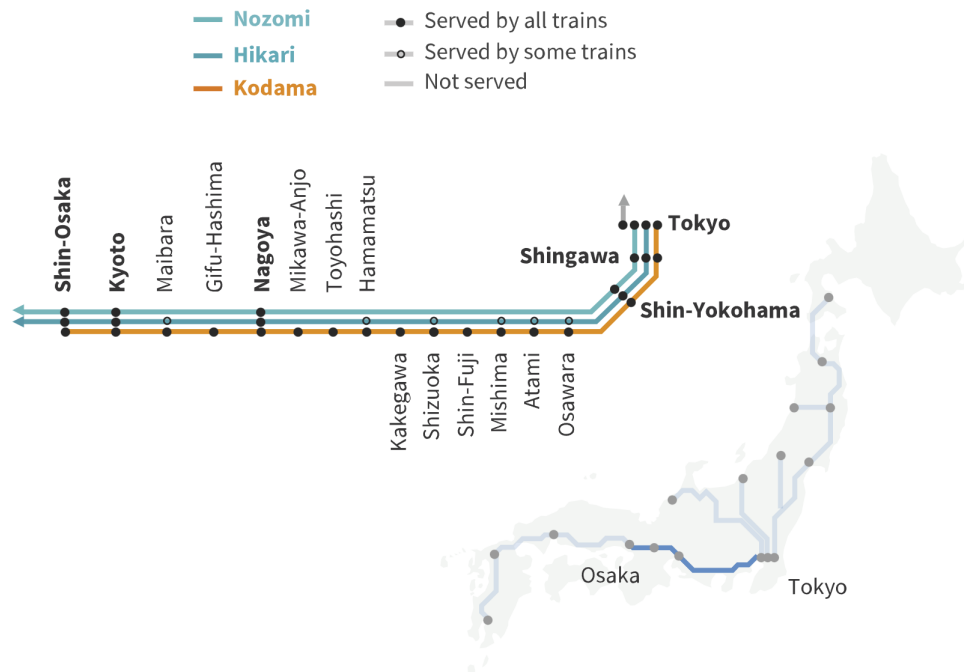 Nozomi
Hikari
Kodama
Served by all trains
Served by some trains
Not served
Shin-Osaka
Kyoto
Maibara
Gifu-Hashima
Nagoya
Mikawa-Anjo
Toyohashi
Hamamatsu
Tokyo
Shingawa
Shin-Yokohama
Kakegawa
Shizuoka
Shin-Fuji
Mishima
Atami
Osawara
Osaka
Tokyo